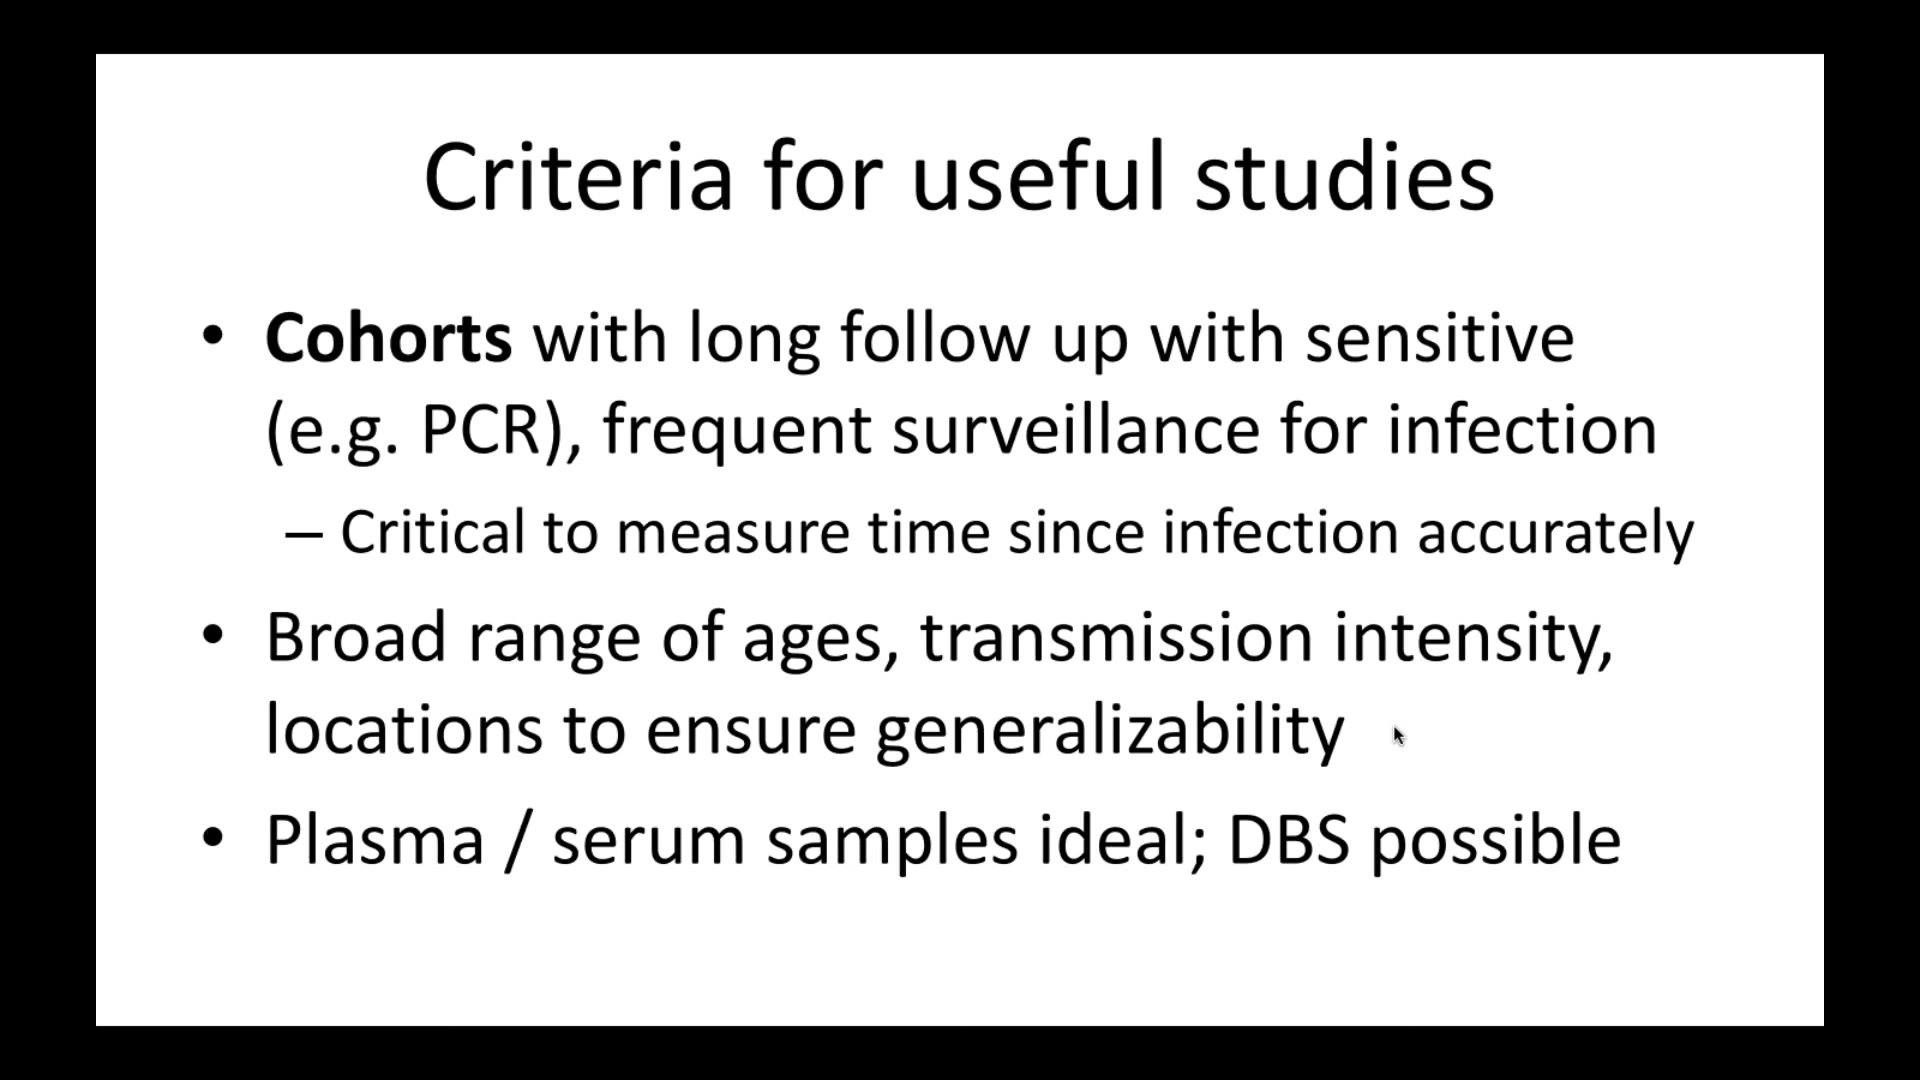 Criteria for useful studies
• Cohorts with long follow up with sensitive
(e.g. PCR), frequent surveillance for infection
– Critical to measure time since infection accurately
• Broad range of ages, transmission intensity,
locations to ensure generalizability
• Plasma / serum samples ideal; DBS possible